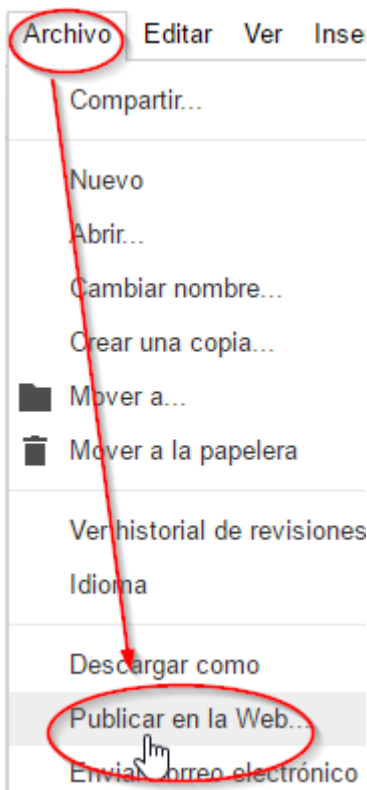 Archivo Editar Ver Inse
Compartir...
Nuevo
Abrir...
Cambiar nombre...
Crear una copia...
Mover a...
Mover a la papelera
Ver historial de revisiones
Idioma
Descargar como
Publicar en la Web...
Enviar correo electrónico